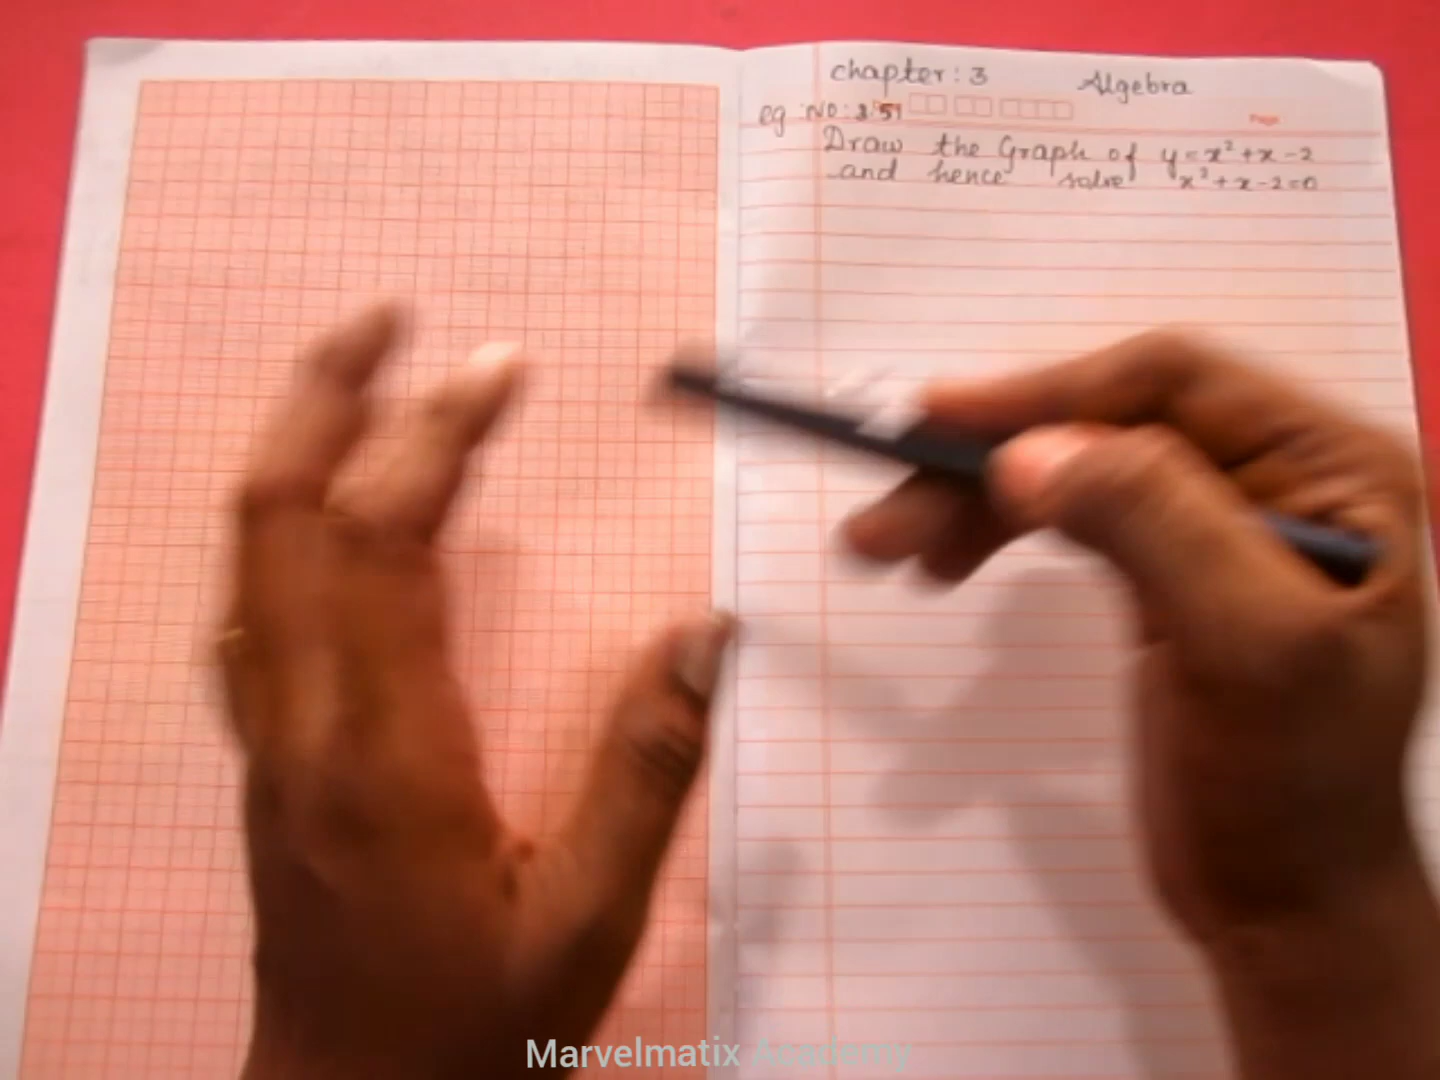 chapter: 3 Algebra
eg NO: 3.51
Page
Draw the Graph of y=x²+x-2
and hence solve x²+x-2=0
Marvelmatix Academy